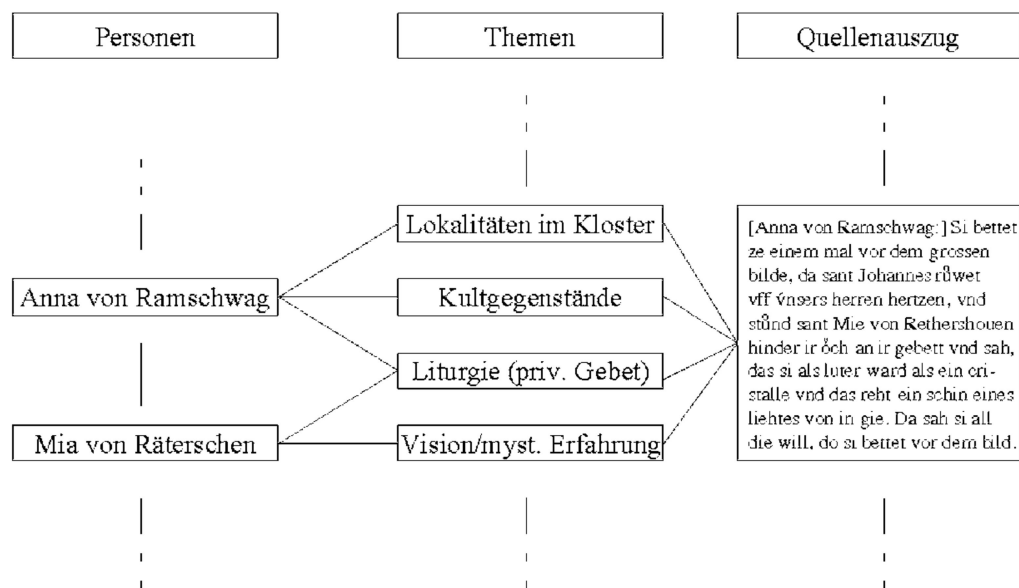 Personen
Themen
Quellenauszug
Lokalitäten im Kloster
Anna von Ramschwag
Kultgegenstände
Liturgie (priv. Gebet)
Mia von Räterschen
Vision/myst. Erfahrung
[Anna von Ramschwag:] Si bettet
ze einem mal vor dem grossen
bilde, da sant Johannes růwet
vff v́nsers herren hertzen, vnd
stůnd sant Mie von Rethershouen
hinder ir o̊ch an ir gebett vnd sah,
das si als luter ward als ein cri-
stalle vnd das reht ein schin eines
liehtes von in gie. Da sah si all
die will, do si bettet vor dem bild.